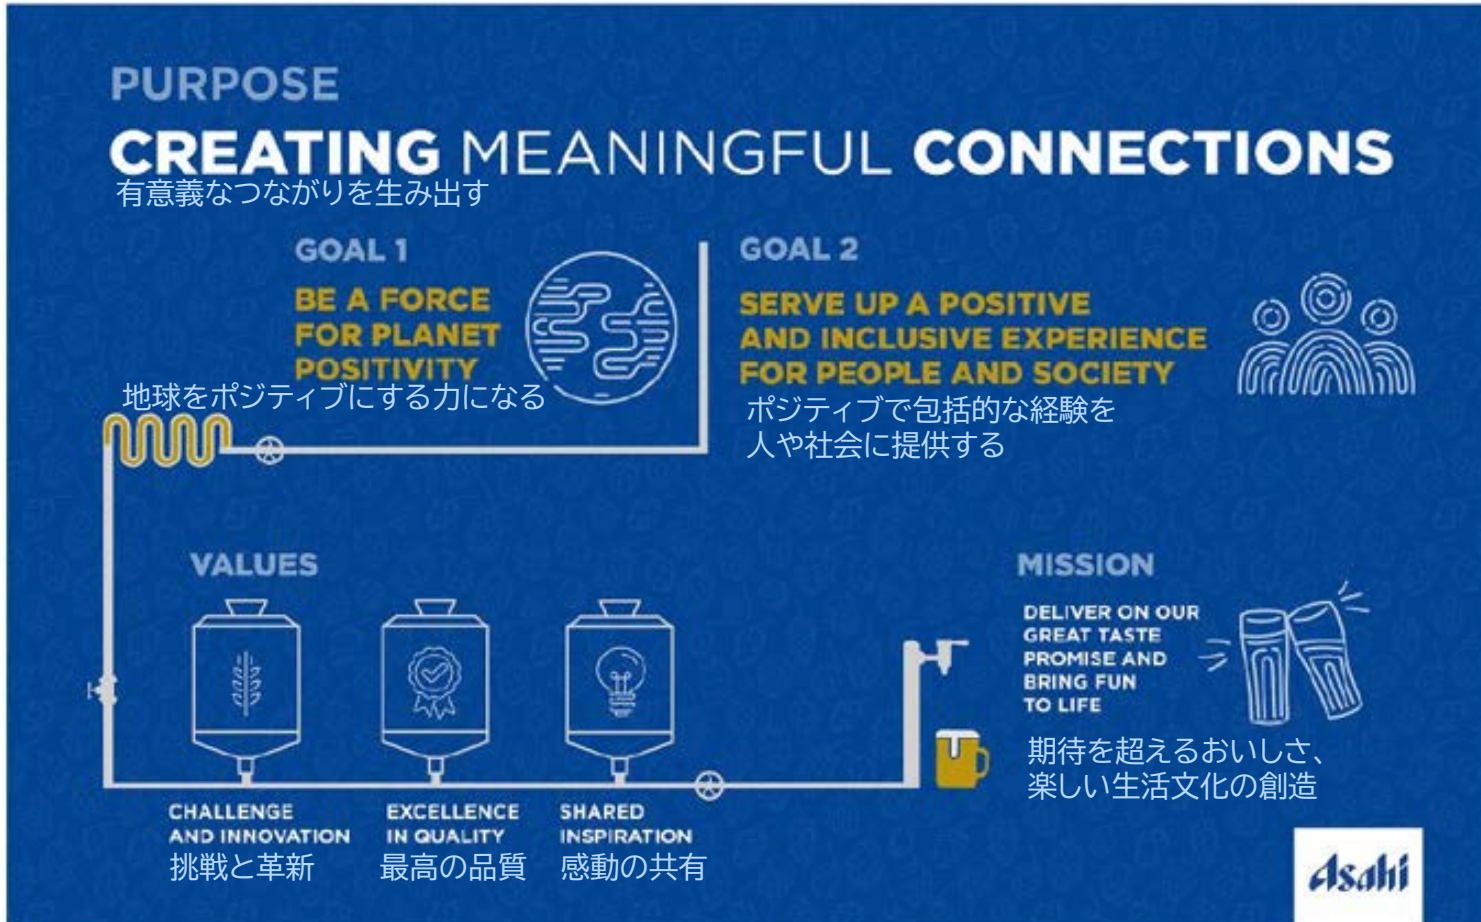 PURPOSE
CREATING MEANINGFUL CONNECTIONS
有意義なつながりを生み出す
GOAL 1
BE A FORCE
FOR PLANET
POSITIVITY
地球をポジティブにする力になる
GOAL 2
SERVE UP A POSITIVE
AND INCLUSIVE EXPERIENCE
FOR PEOPLE AND SOCIETY
ポジティブで包括的な経験を
人や社会に提供する
VALUES
CHALLENGE
AND INNOVATION
挑戦と革新
EXCELLENCE
IN QUALITY
最高の品質
SHARED
INSPIRATION
感動の共有
MISSION
DELIVER ON OUR
GREAT TASTE
PROMISE AND
BRING FUN
TO LIFE
期待を超えるおいしさ、
楽しい生活文化の創造
Asahi